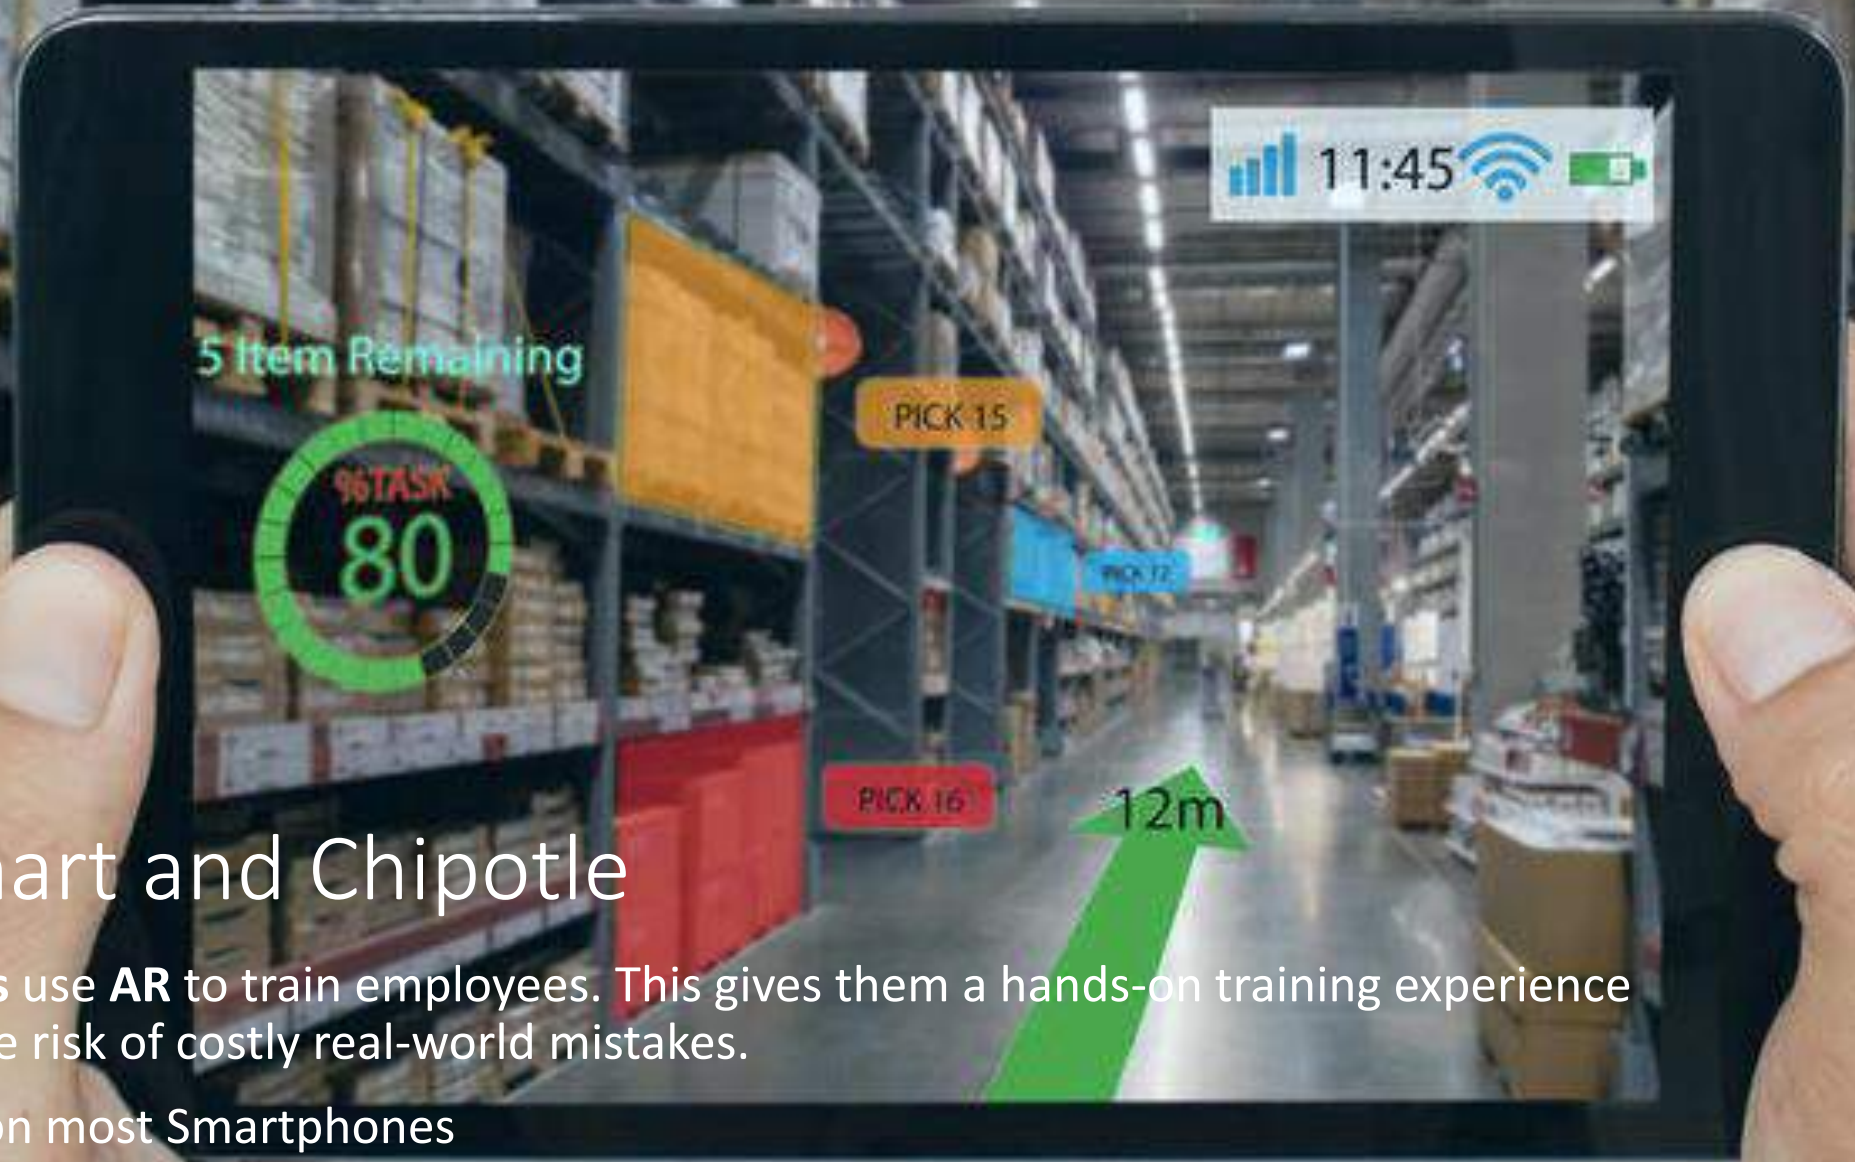 11:45
5 Item Remaining
PICK 15
96TASK
80
PICK 16
12m
art and Chipotle
s use AR to train employees. This gives them a hands-on training experience
e risk of costly real-world mistakes.
on most Smartphones